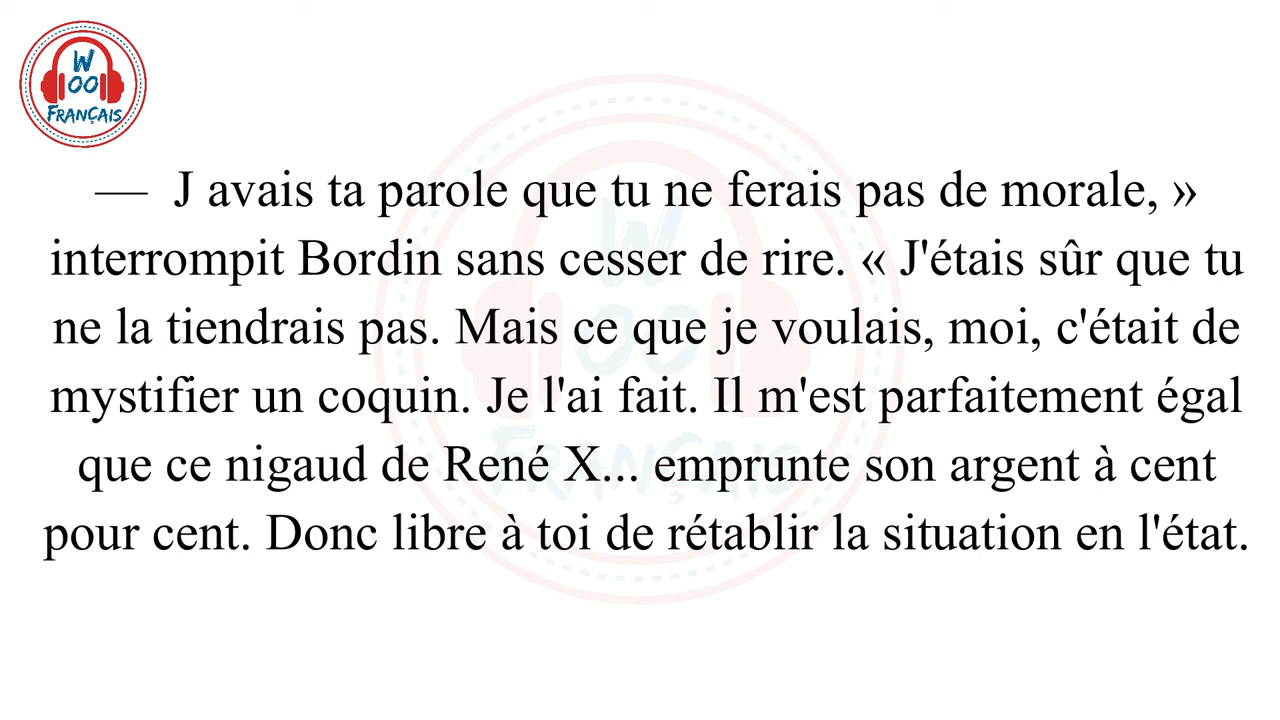 W
OO
FRANÇAIS
— J avais ta parole que tu ne ferais pas de morale, »
interrompit Bordin sans cesser de rire. « J'étais sûr que tu
ne la tiendrais pas. Mais ce que je voulais, moi, c'était de
mystifier un coquin. Je l'ai fait. Il m'est parfaitement égal
que ce nigaud de René X... emprunte son argent à cent
pour cent. Donc libre à toi de rétablir la situation en l'état.